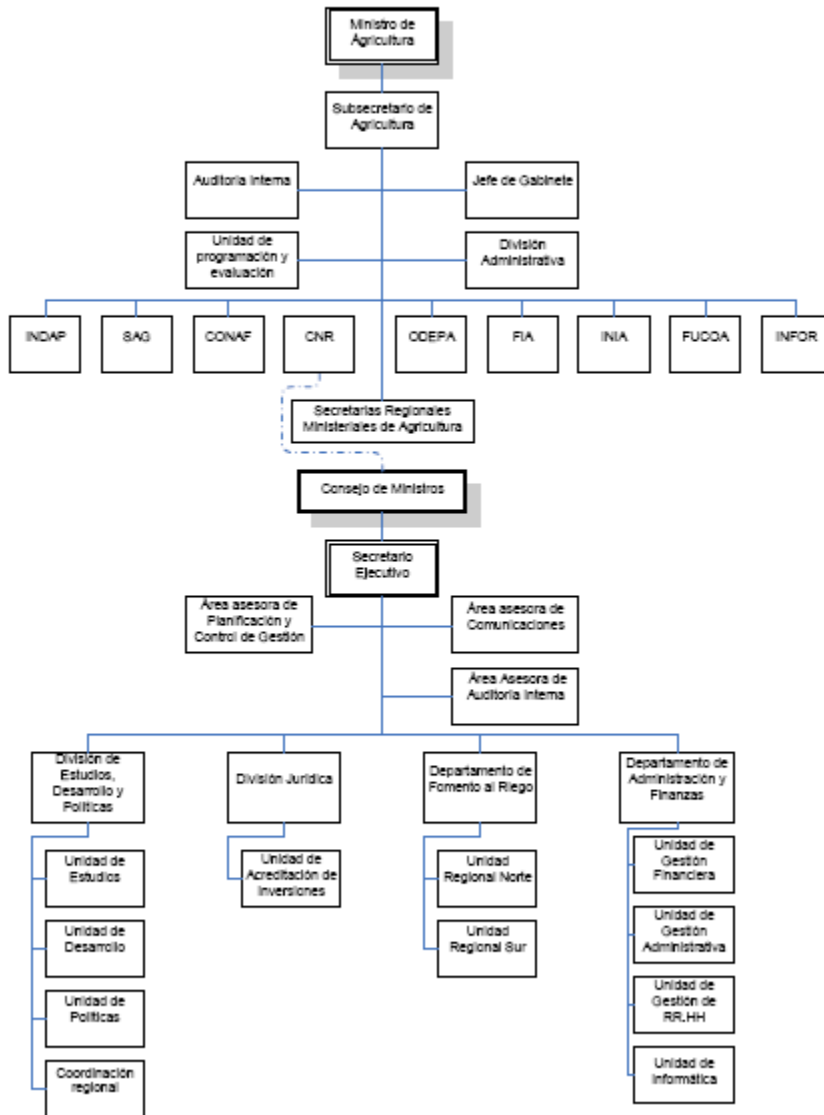 Ministro de
Agricultura
Subsecretario de
Agricultura
Auditoria Interna
Jefe de Gabinete
Unidad de
programación y
evaluación
División
Administrativa
INDAP
SAG
CONAF
CNR
ODEPA
FIA
INIA
FUCOA
INFOR
Secretarias Regionales
Ministeriales de Agricultura
Consejo de Ministros
Secretario
Ejecutivo
Área asesora de
Planificación y
Control de Gestión
Área asesora de
Comunicaciones
Área Asesora de
Auditoria Interna
División de
Estudios,
Desarrollo y
Políticas
División Jurídica
Departamento de
Fomento al Riego
Departamento de
Administración y
Finanzas
Unidad de
Estudios
Unidad de
Desarrollo
Unidad de
Políticas
Coordinación
regional
Unidad de
Acreditación de
Inversiones
Unidad
Regional Norte
Unidad
Regional Sur
Unidad de
Gestión
Financiera
Unidad de
Gestión
Administrativa
Unidad de
Gestión de
RR.HH
Unidad de
Informática